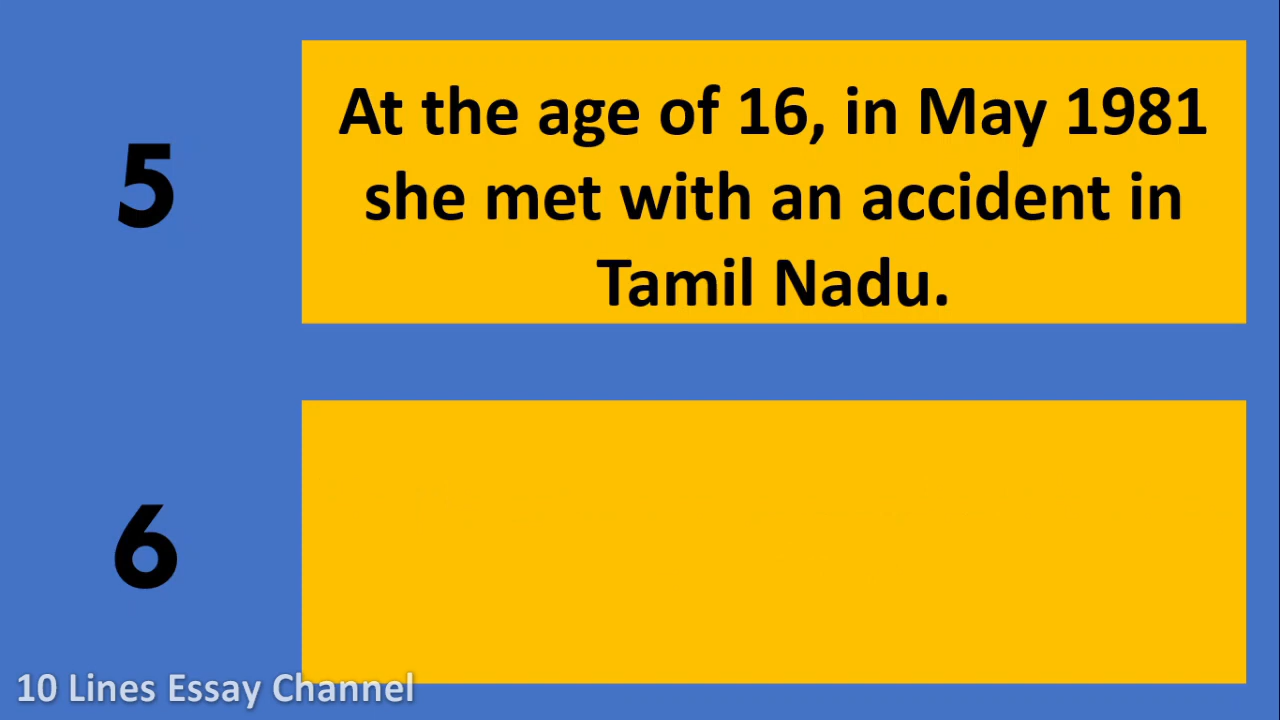 5
At the age of 16, in May 1981
she met with an accident in
Tamil Nadu.
6
10 Lines Essay Channel